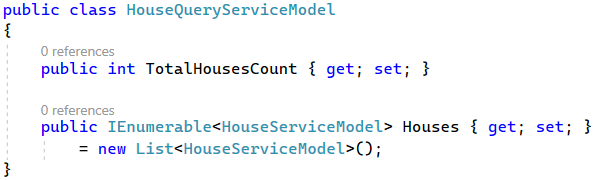 public class HouseQueryServiceModel
{
0 references
public int TotalHousesCount { get; set; }
0 references
public IEnumerable<HouseServiceModel> Houses { get; set; }
= new List<HouseServiceModel>();
}